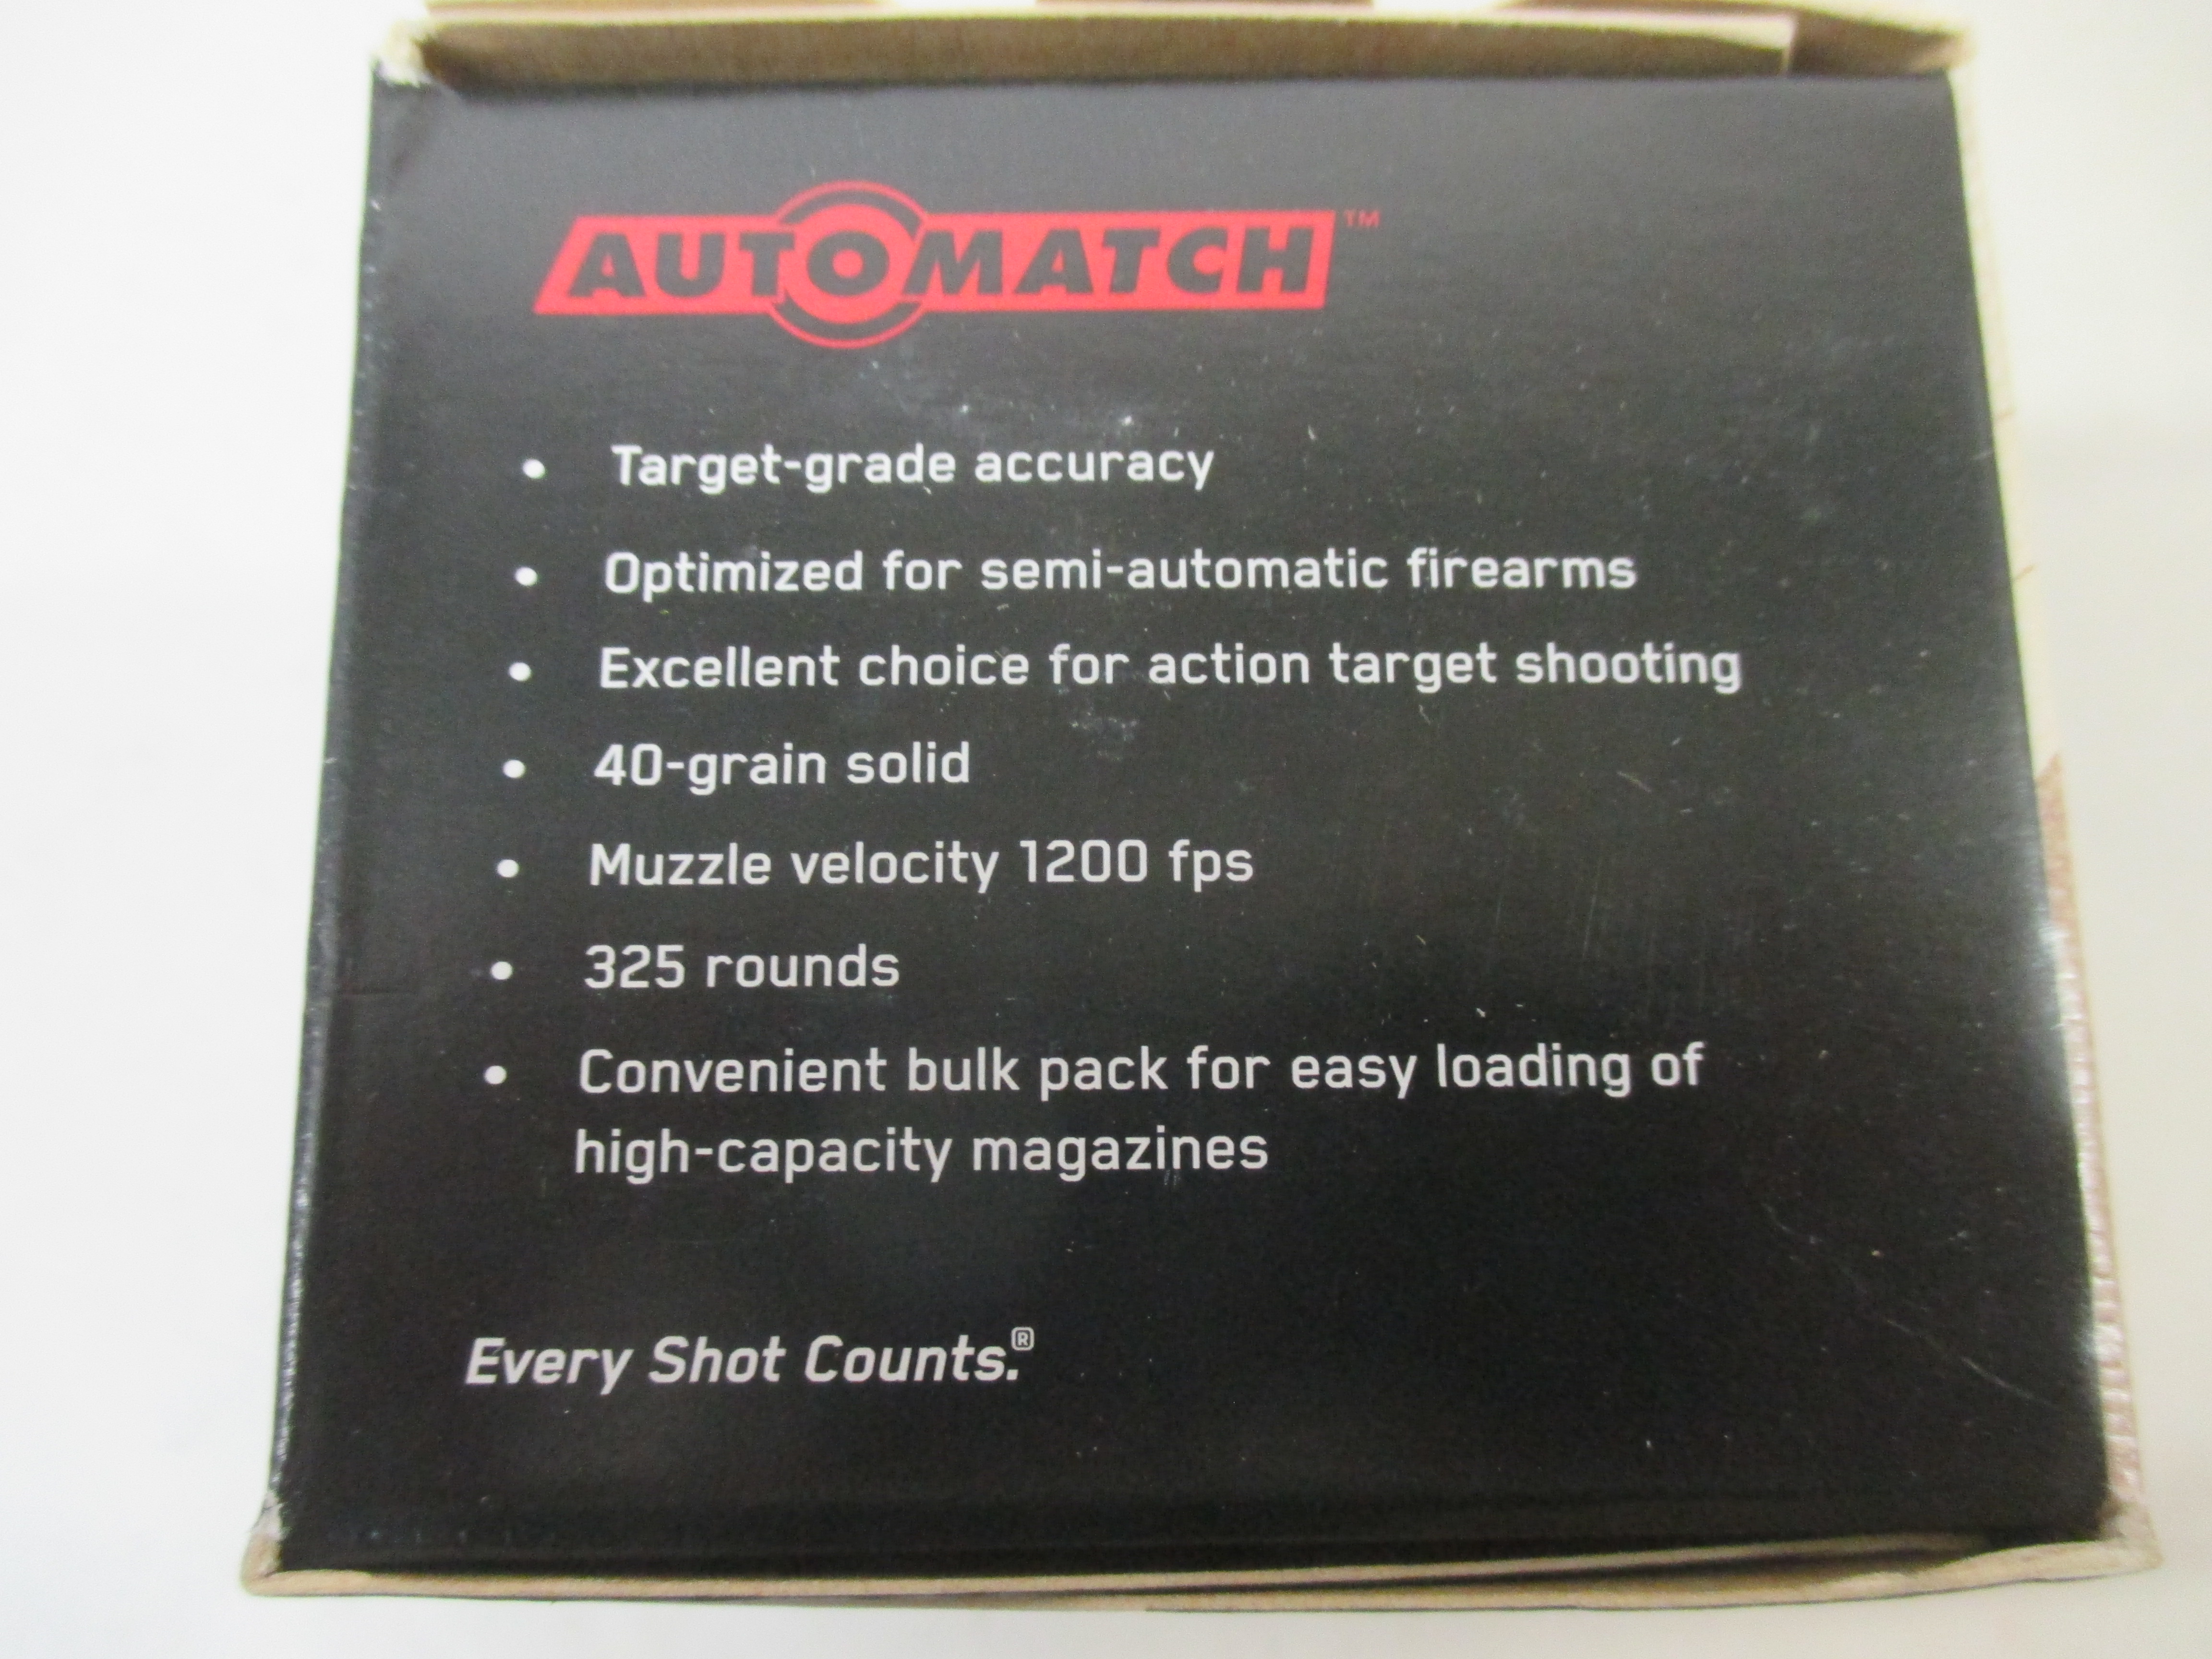 AUTOMATCH™
• Target-grade accuracy
• Optimized for semi-automatic firearms
• Excellent choice for action target shooting
• 40-grain solid
• Muzzle velocity 1200 fps
• 325 rounds
• Convenient bulk pack for easy loading of
high-capacity magazines
Every Shot Counts.®